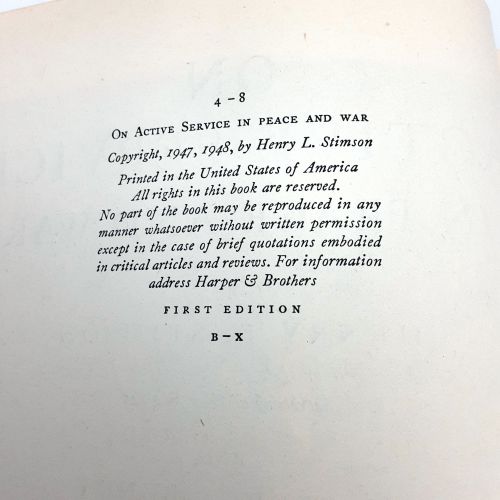 4 – 8
On Active Service in peace and war
Copyright, 1947, 1948, by Henry L. Stimson
Printed in the United States of America
All rights in this book are reserved.
No part of the book may be reproduced in any
manner whatsoever without written permission
except in the case of brief quotations embodied
in critical articles and reviews. For information
address Harper & Brothers
FIRST EDITION
B–X